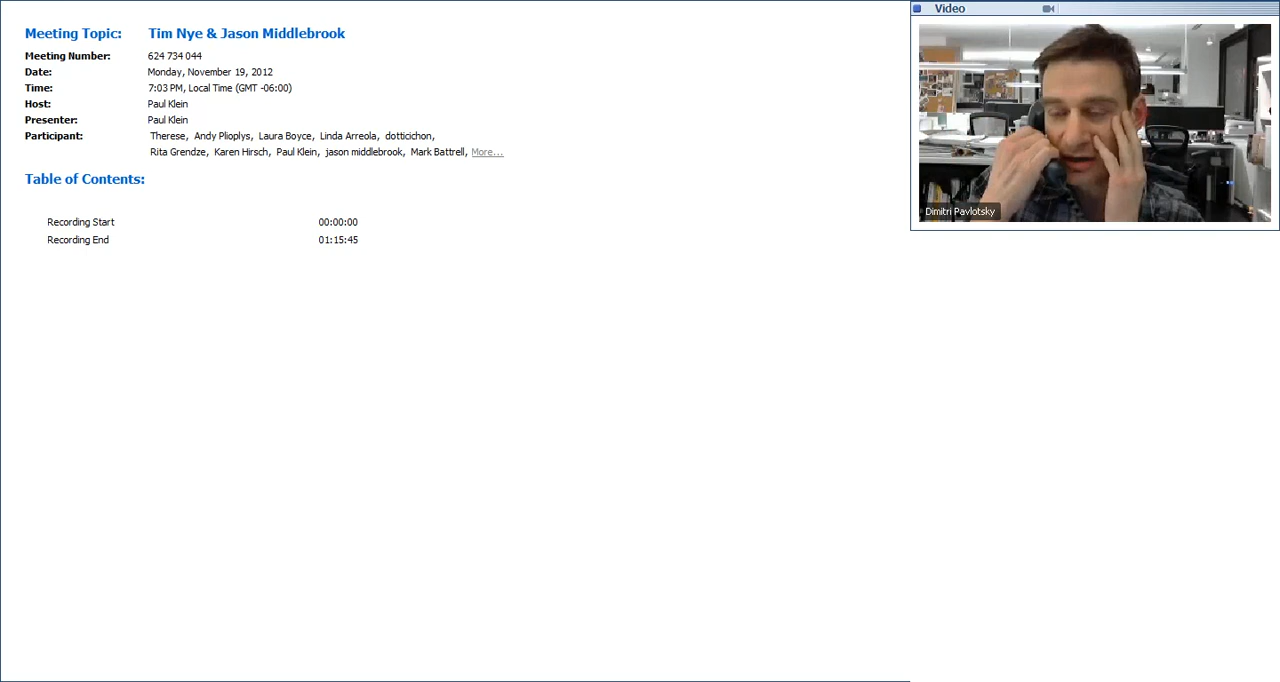 Meeting Topic: Tim Nye & Jason Middlebrook
Meeting Number: 624 734 044
Date: Monday, November 19, 2012
Time: 7:03 PM, Local Time (GMT -06:00)
Host: Paul Klein
Presenter: Paul Klein
Participant: Therese, Andy Plioplys, Laura Boyce, Linda Arreola, dotticichon,
Rita Grendze, Karen Hirsch, Paul Klein, jason middlebrook, Mark Battrell, More...
Table of Contents:
Recording Start 00:00:00
Recording End 01:15:45
Video
Dimitri Pavlotsky